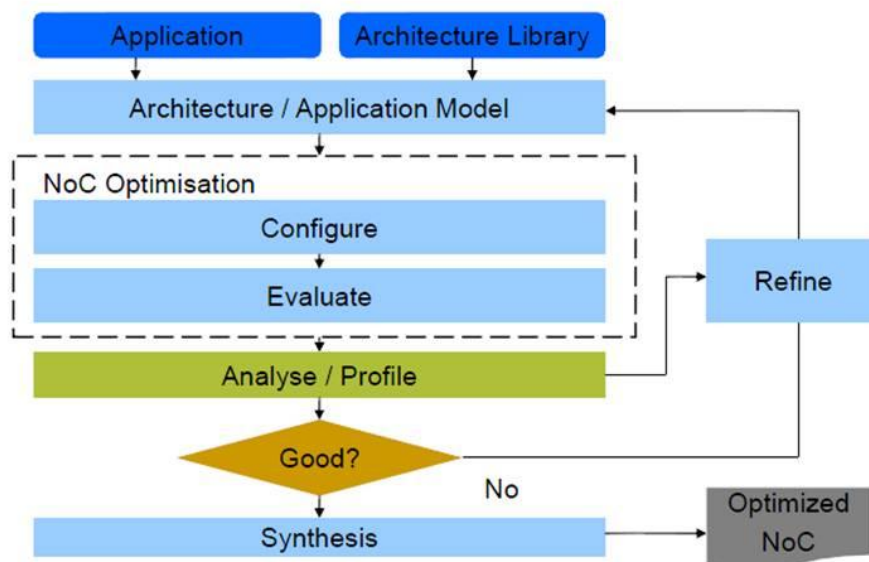 Application
Architecture Library
Architecture / Application Model
NoC Optimisation
Configure
Evaluate
Refine
Analyse / Profile
Good?
No
Synthesis
Optimized
NoC